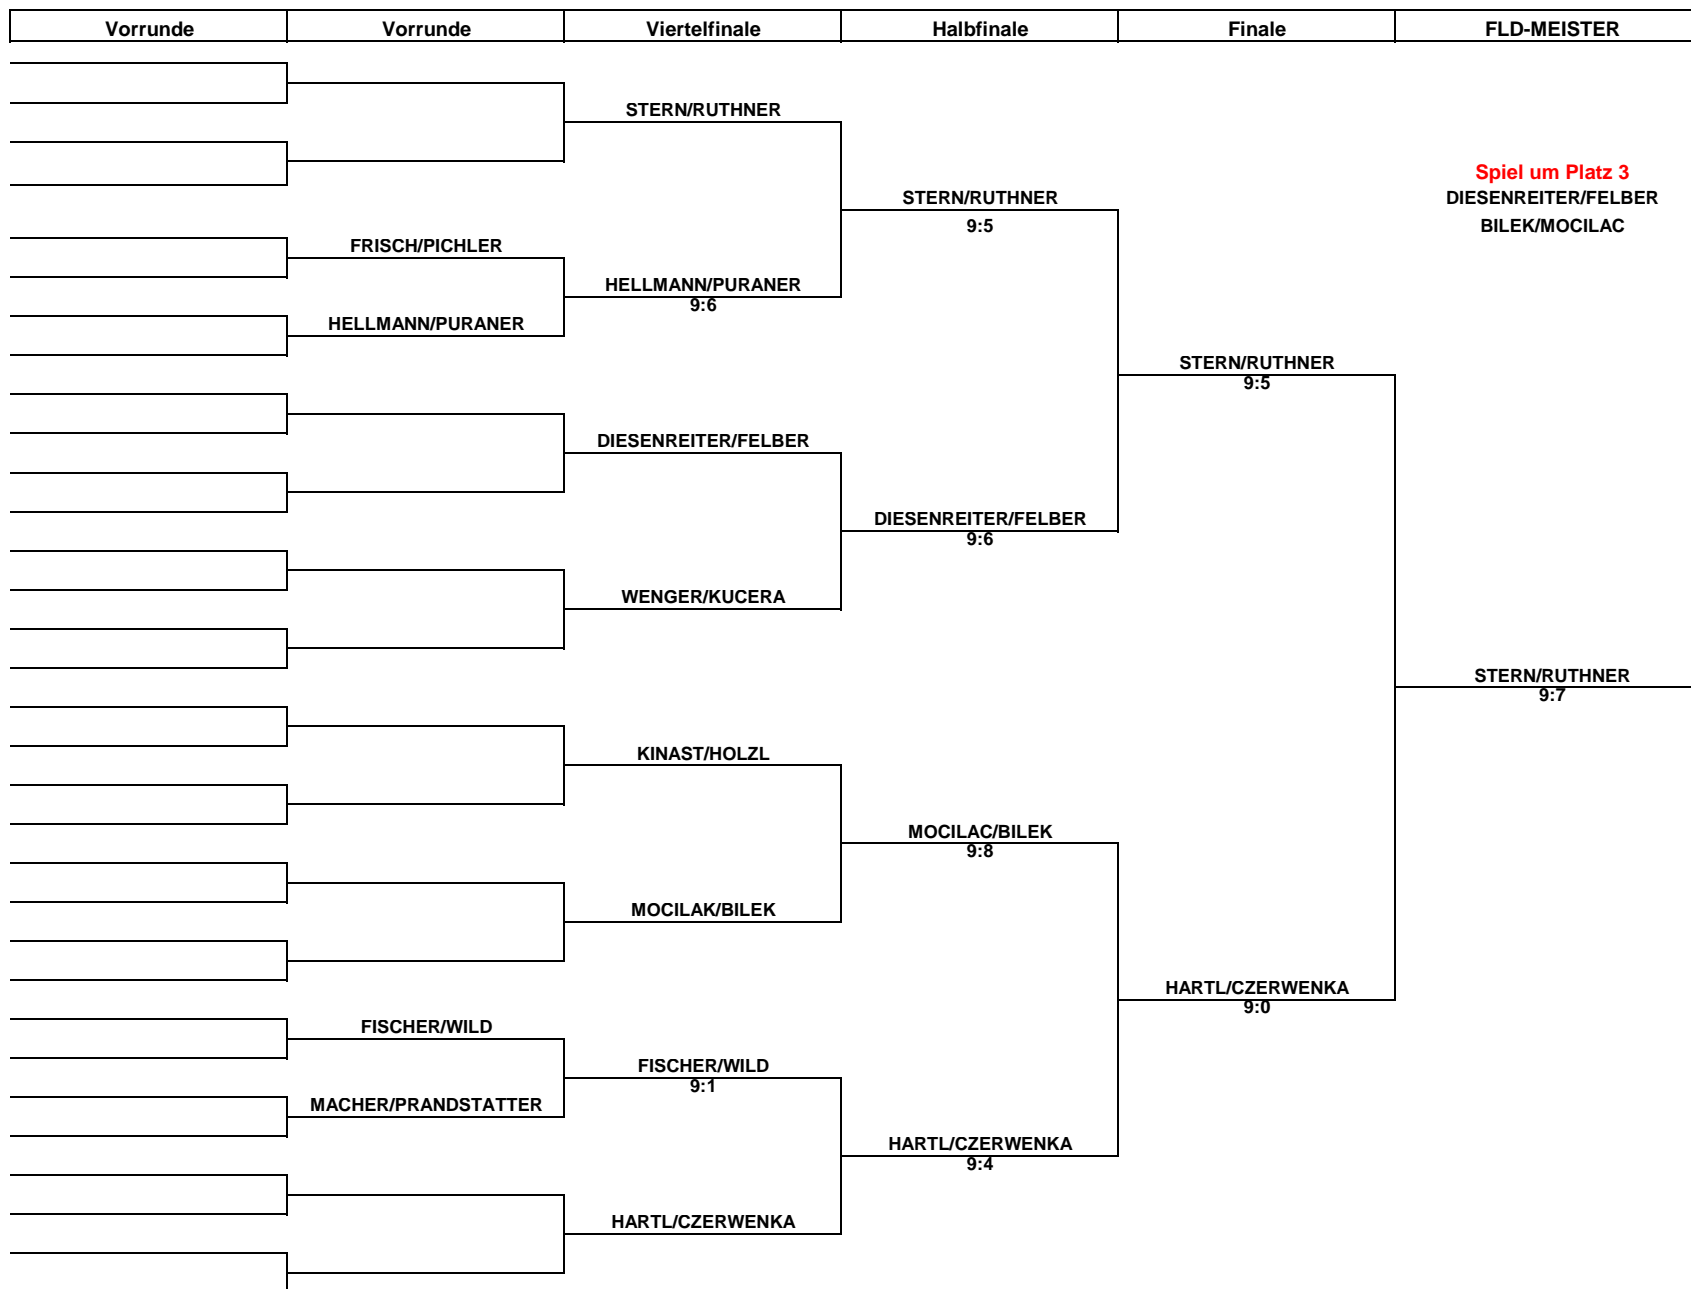 Vorrunde Vorrunde Viertelfinale Halbfinale Finale FLD-MEISTER
STERN/RUTHNER
Spiel um Platz 3
STERN/RUTHNER DIESENREITER/FELBER
9:5 BILEK/MOCILAC
FRISCH/PICHLER
HELLMANN/PURANER
9:6
HELLMANN/PURANER
STERN/RUTHNER
9:5
DIESENREITER/FELBER
DIESENREITER/FELBER
9:6
WENGER/KUCERA
STERN/RUTHNER
9:7
KINAST/HOLZL
MOCILAC/BILEK
9:8
MOCILAK/BILEK
HARTL/CZERWENKA
9:0
FISCHER/WILD
FISCHER/WILD
9:1
MACHER/PRANDSTATTER
HARTL/CZERWENKA
9:4
HARTL/CZERWENKA